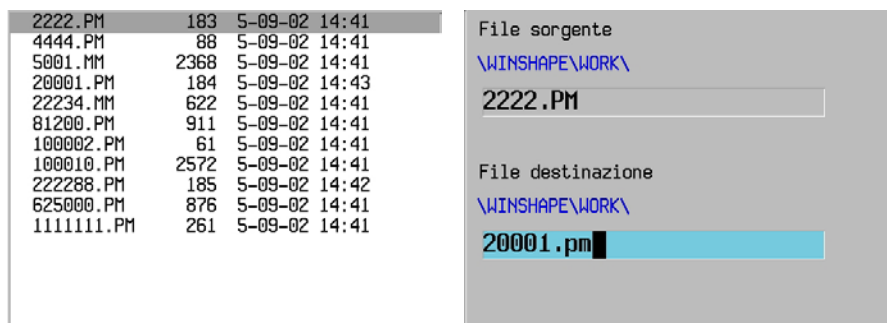 2222.PM 183 5-09-02 14:41
4444.PM 88 5-09-02 14:41
5001.MM 2368 5-09-02 14:41
20001.PM 184 5-09-02 14:43
22234.MM 622 5-09-02 14:41
81200.PM 911 5-09-02 14:41
100002.PM 61 5-09-02 14:41
100010.PM 2572 5-09-02 14:41
222288.PM 185 5-09-02 14:42
625000.PM 876 5-09-02 14:41
1111111.PM 261 5-09-02 14:41
File sorgente
\WINSHAPE\WORK\
2222.PM
File destinazione
\WINSHAPE\WORK\
20001.pm